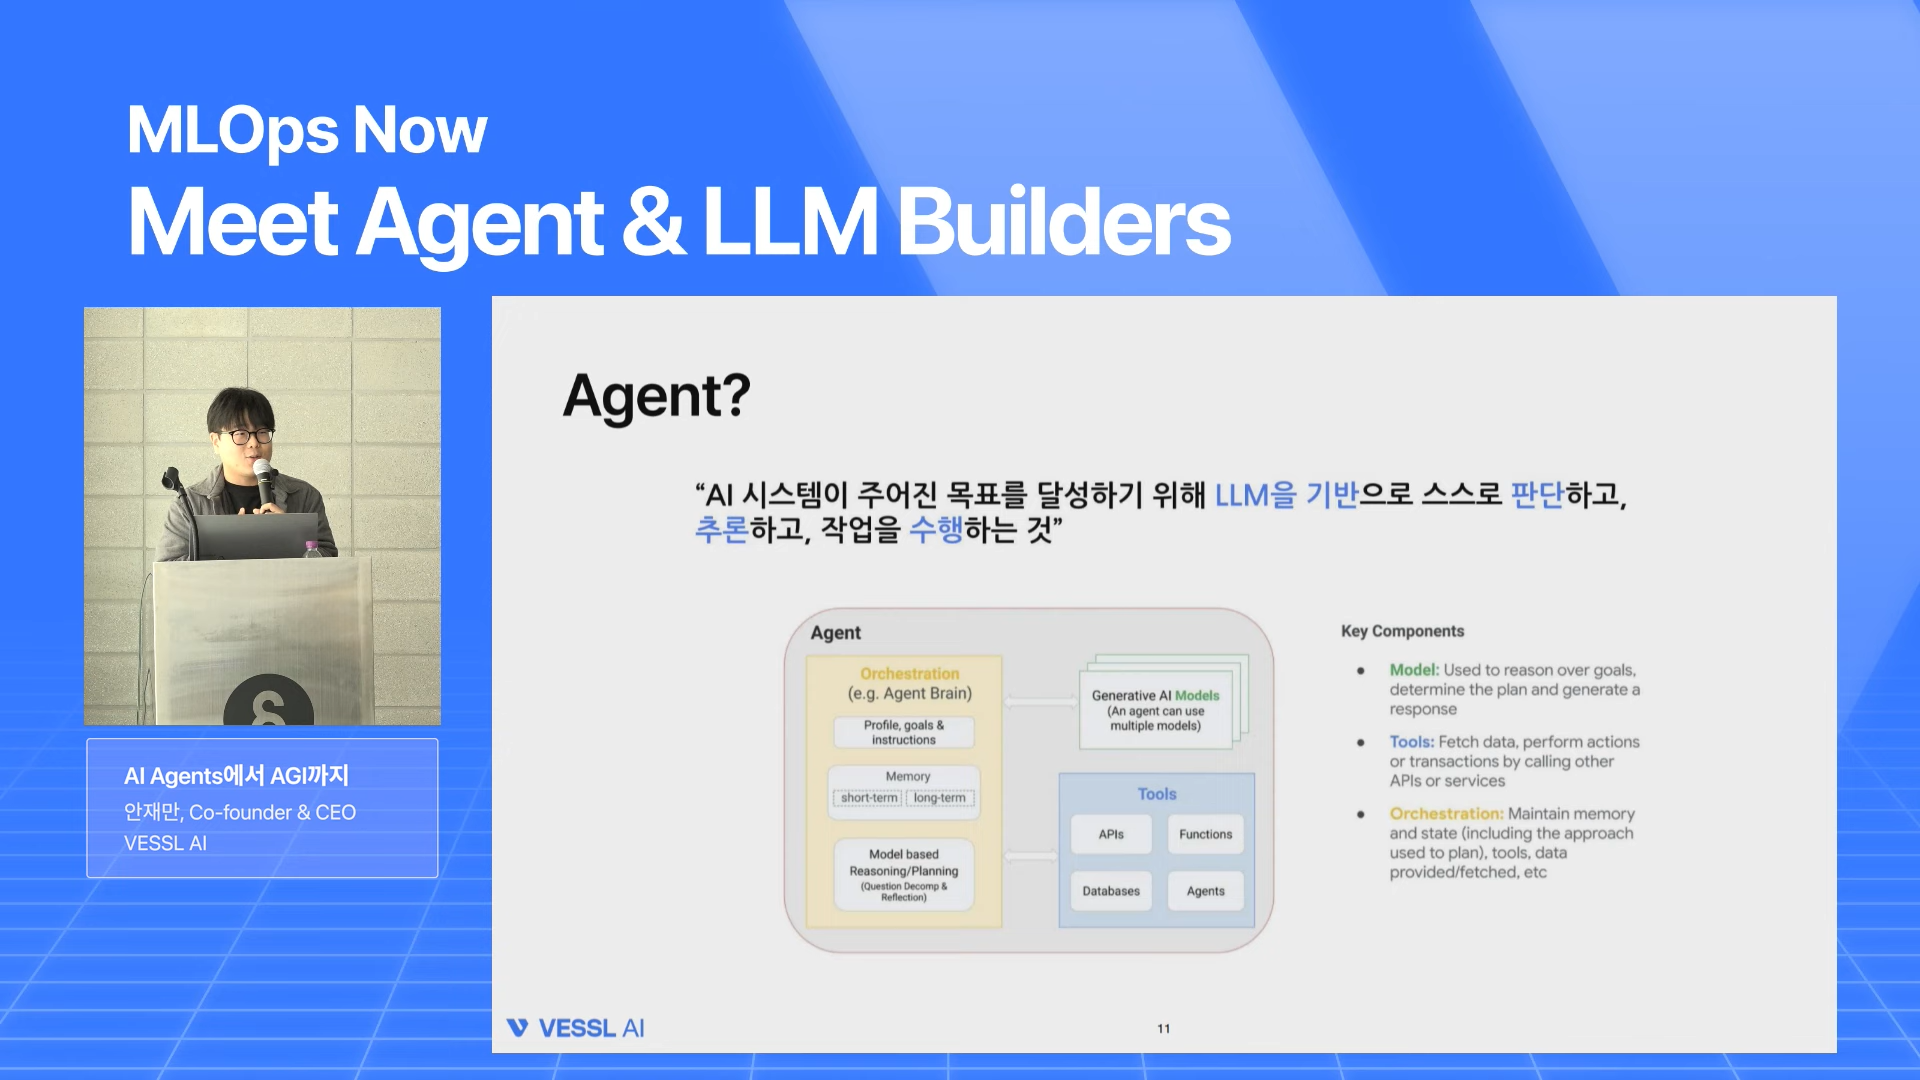 MLOps Now
Meet Agent & LLM Builders
AI Agents에서 AGI까지
안재만, Co-founder & CEO
VESSL AI
Agent?
“AI 시스템이 주어진 목표를 달성하기 위해 LLM을 기반으로 스스로 판단하고,
추론하고, 작업을 수행하는 것”
Agent
Orchestration
(e.g. Agent Brain)
Profile, goals &
instructions
Memory
short-term
long-term
Model based
Reasoning/Planning
(Question Decomp &
Reflection)
Generative AI Models
(An agent can use
multiple models)
Tools
APIs
Functions
Databases
Agents
Key Components
● Model: Used to reason over goals,
determine the plan and generate a
response
● Tools: Fetch data, perform actions
or transactions by calling other
APIs or services
● Orchestration: Maintain memory
and state (including the approach
used to plan), tools, data
provided/fetched, etc
VESSL AI
11